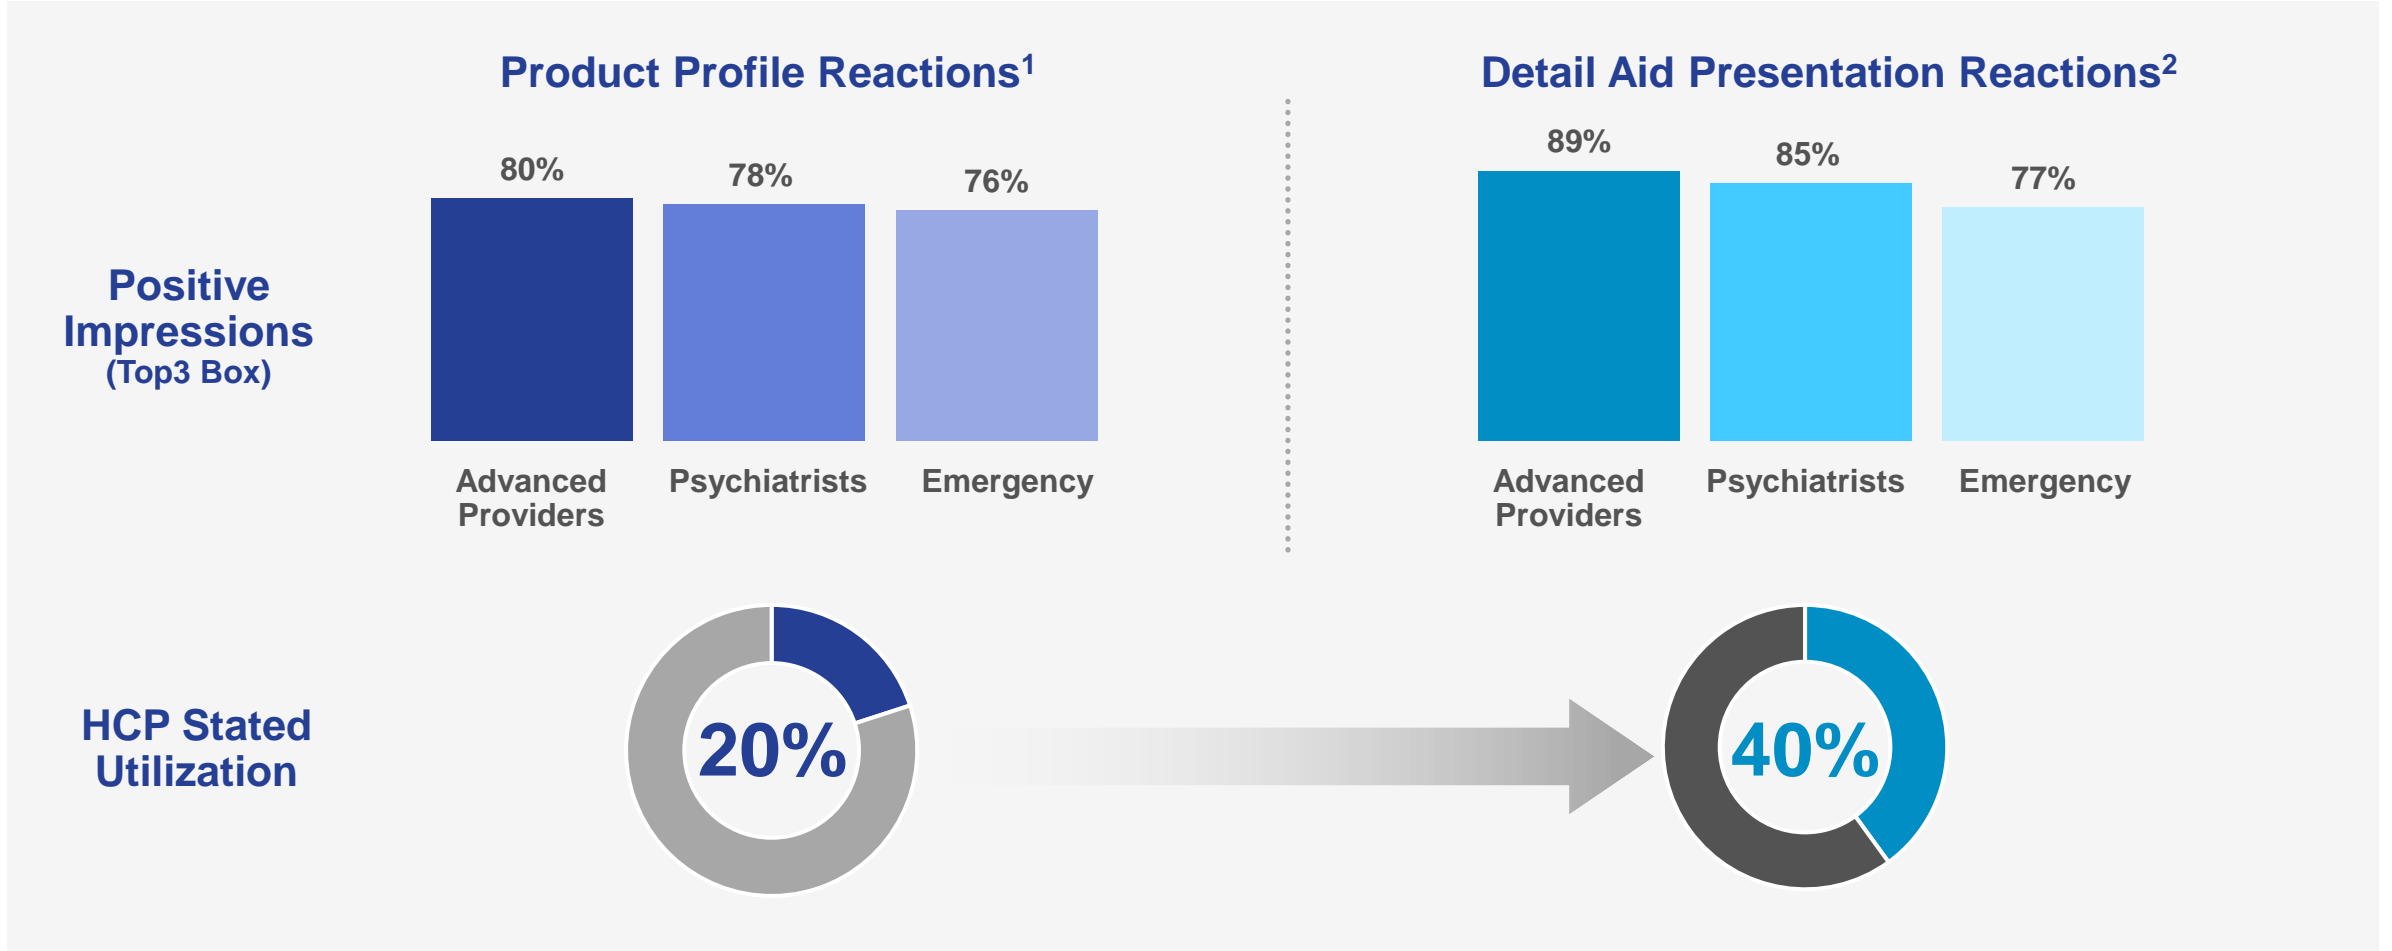 Product Profile Reactions¹
Detail Aid Presentation Reactions²
Positive
Impressions
(Top3 Box)
80%
78%
76%
Advanced
Providers
Psychiatrists
Emergency
89%
85%
77%
Advanced
Providers
Psychiatrists
Emergency
HCP Stated
Utilization
20%
40%